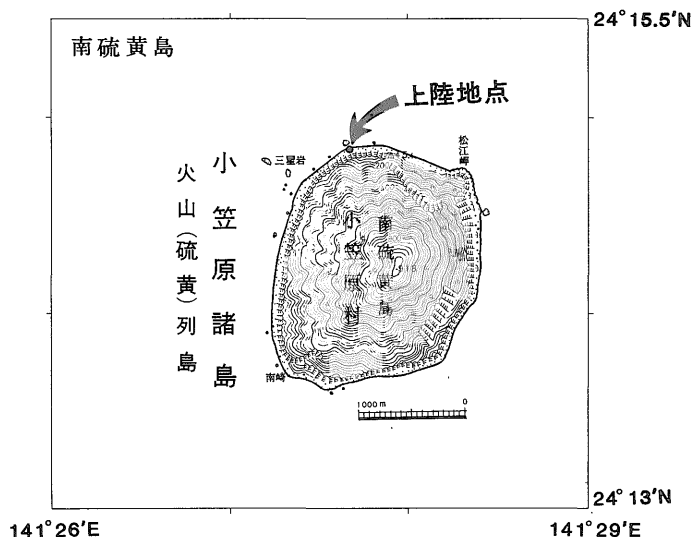 24°15.5′N
南硫黄島
上陸地点
松江岬
三星岩
小笠原諸島
火山(硫黄)列島
南硫黄島
小笠原村
南崎
1000m 0
24°13′N
141°26′E 141°29′E